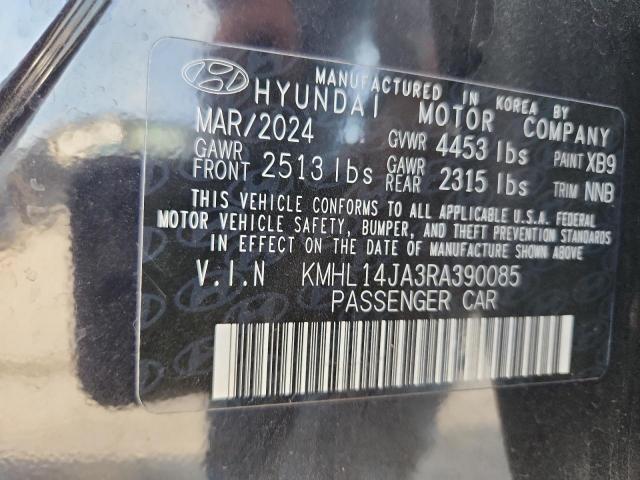 MANUFACTURED IN KOREA BY
HYUNDAI MOTOR COMPANY
MAR/2024 GVWR 4453 lbs PAINT XB9
GAWR FRONT 2513 lbs GAWR REAR 2315 lbs TRIM NNB
THIS VEHICLE CONFORMS TO ALL APPLICABLE U.S.A. FEDERAL
MOTOR VEHICLE SAFETY, BUMPER, AND THEFT PREVENTION STANDARDS
IN EFFECT ON THE DATE OF MANUFACTURE SHOWN ABOVE
V.I.N KMHL14JA3RA390085
PASSENGER CAR